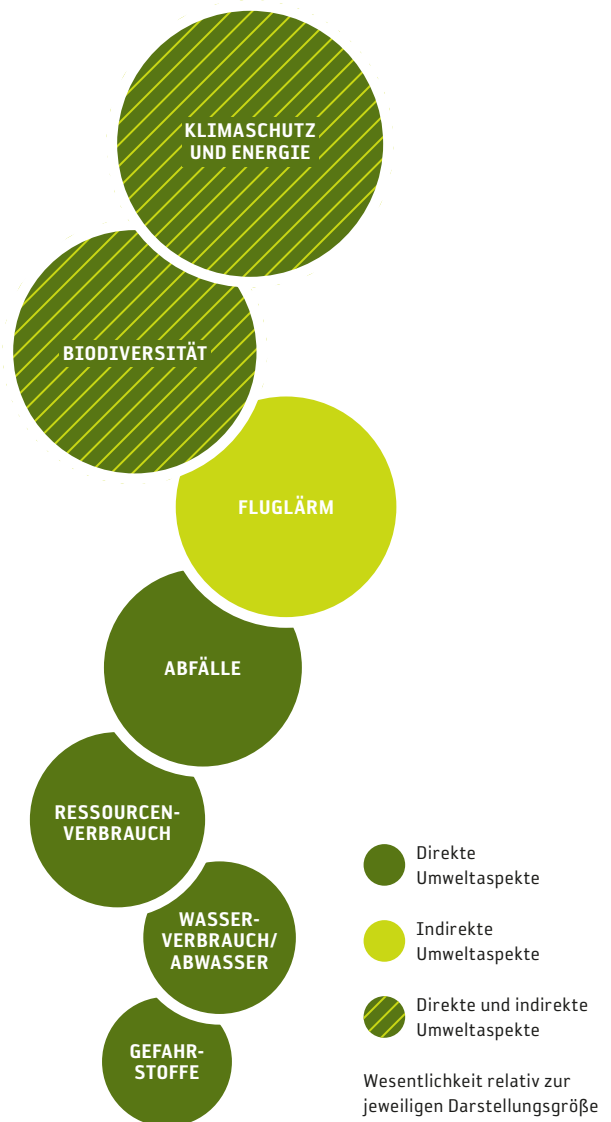 KLIMASCHUTZ
UND ENERGIE
BIODIVERSITÄT
FLUGLÄRM
ABFÄLLE
RESSOURCEN-
VERBRAUCH
WASSER-
VERBRAUCH/
ABWASSER
GEFAHR-
STOFFE
Direkte
Umweltaspekte
Indirekte
Umweltaspekte
Direkte und indirekte
Umweltaspekte
Wesentlichkeit relativ zur
jeweiligen Darstellungsgröße